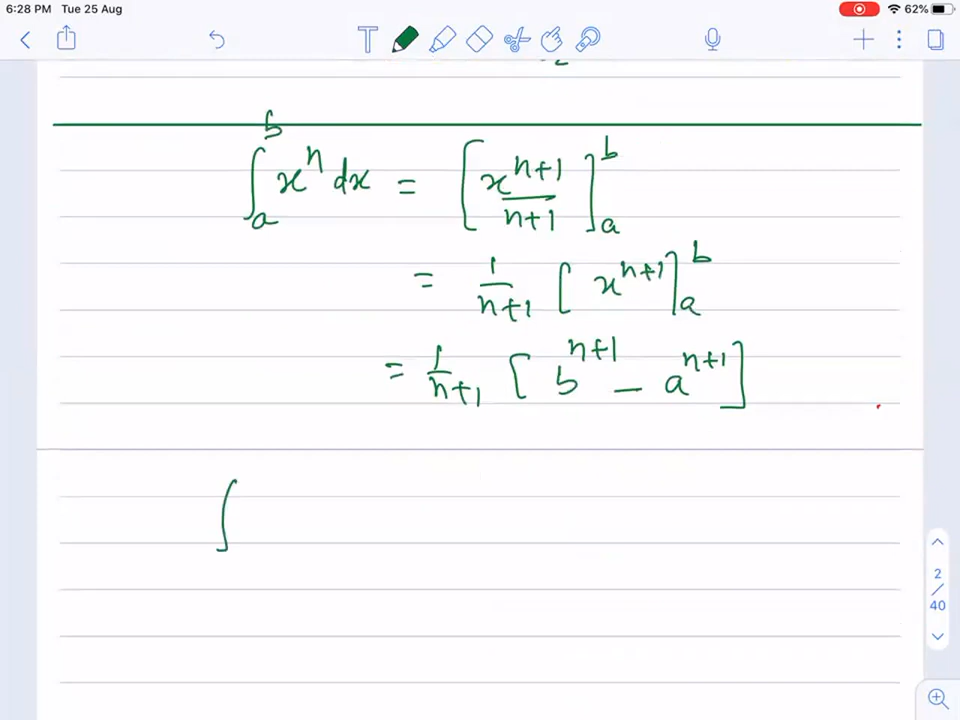 6:28 PM Tue 25 Aug 62%
T
∫_a^b x^n dx = [x^{n+1}/n+1]_a^b
= 1/n+1 [x^{n+1}]_a^b
= 1/n+1 [b^{n+1} - a^{n+1}]
∫
2
/
40